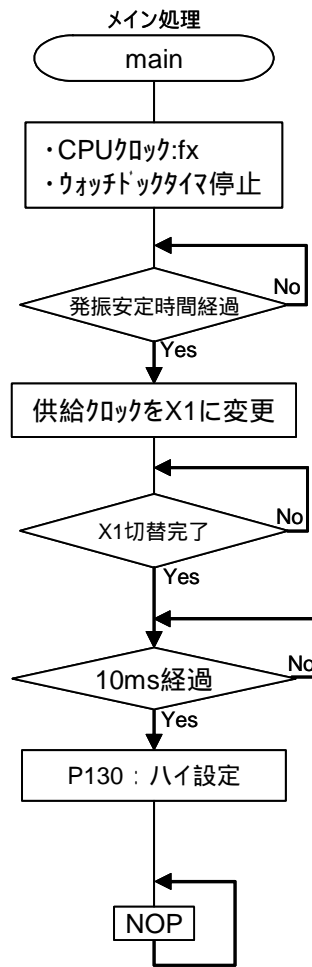 メイン処理
main
・CPUｸﾛｯｸ:fx
・ｳｫｯﾁﾄﾞｯｸﾀｲﾏ停止
発振安定時間経過
No
Yes
供給ｸﾛｯｸをX1に変更
X1切替完了
No
Yes
10ms経過
No
Yes
P130：ハイ設定
NOP